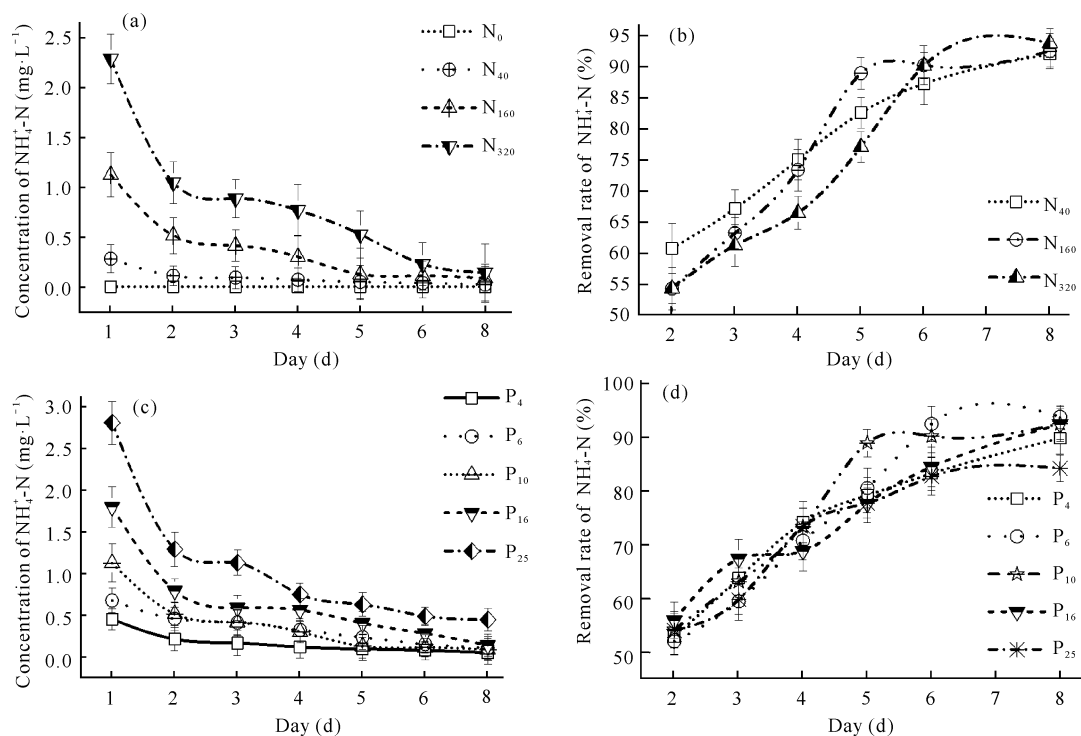 (a)
Concentration of NH₄⁺-N (mg·L⁻¹)
2.5
2.0
1.5
1.0
0.5
0.0
N₀
N₄₀
N₁₆₀
N₃₂₀
1 2 3 4 5 6 8
Day (d)
(b)
Removal rate of NH₄⁺-N (%)
95
90
85
80
75
70
65
60
55
50
N₄₀
N₁₆₀
N₃₂₀
2 3 4 5 6 7 8
Day (d)
(c)
Concentration of NH₄⁺-N (mg·L⁻¹)
3.0
2.5
2.0
1.5
1.0
0.5
0.0
P₄
P₆
P₁₀
P₁₆
P₂₅
1 2 3 4 5 6 8
Day (d)
(d)
Removal rate of NH₄⁺-N (%)
100
90
80
70
60
50
P₄
P₆
P₁₀
P₁₆
P₂₅
2 3 4 5 6 7 8
Day (d)